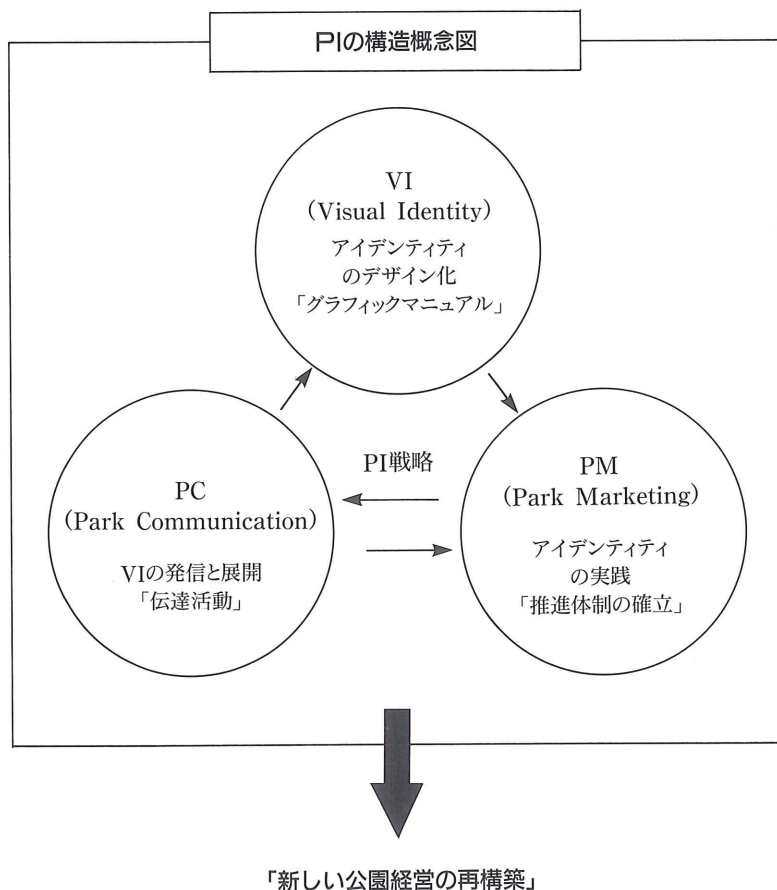 PIの構造概念図
VI
(Visual Identity)
アイデンティティ
のデザイン化
「グラフィックマニュアル」
PI戦略
PC
(Park Communication)
VIの発信と展開
「伝達活動」
PM
(Park Marketing)
アイデンティティ
の実践
「推進体制の確立」
「新しい公園経営の再構築」